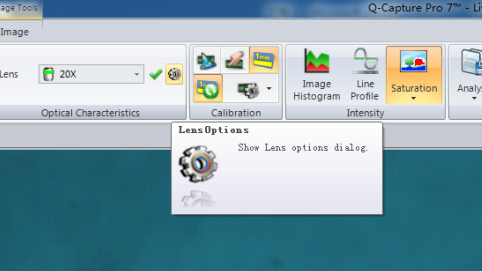 age Tools
Q-Capture Pro 7™ - Li
Image
Lens
20X
Image
Histogram
Line
Profile
Saturation
Analy
Optical Characteristics
Calibration
Intensity
LensOptions
Show Lens options dialog.